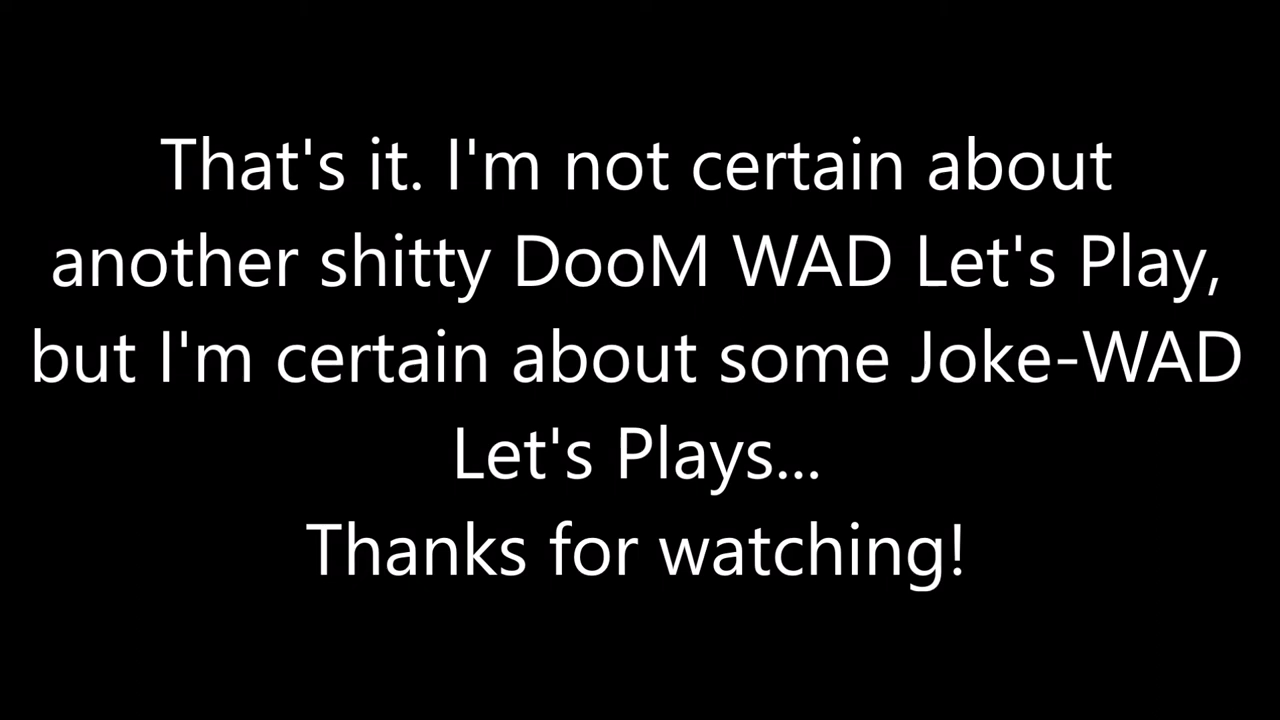 That's it. I'm not certain about
another shitty DooM WAD Let's Play,
but I'm certain about some Joke-WAD
Let's Plays...
Thanks for watching!